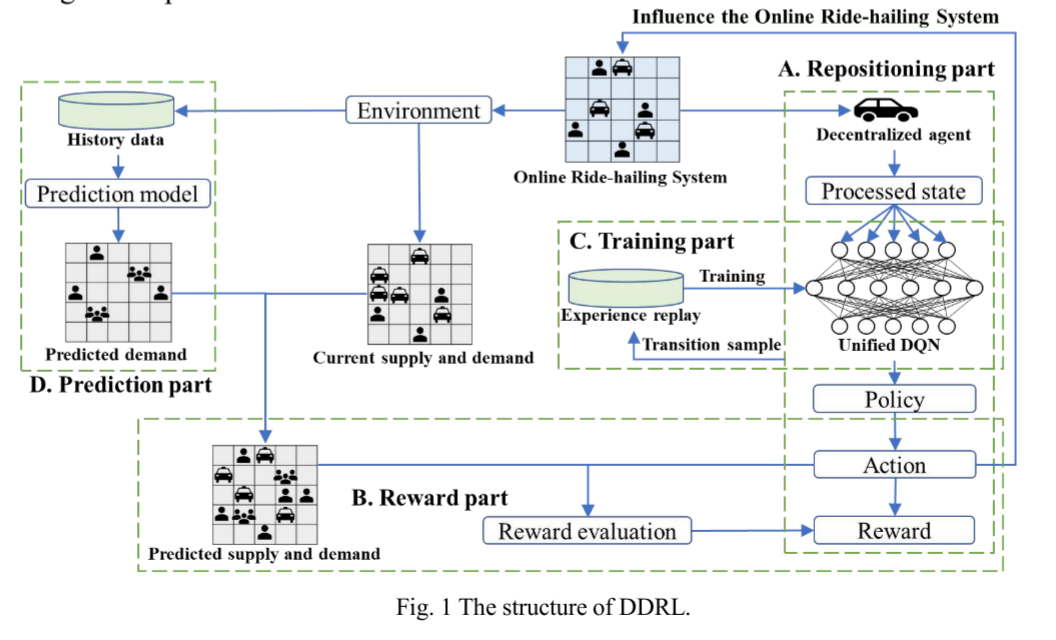 Influence the Online Ride-hailing System
A. Repositioning part
Environment
History data
Decentralized agent
Online Ride-hailing System
Prediction model
Processed state
C. Training part
Training
Experience replay
Transition sample
Unified DQN
Predicted demand
Current supply and demand
D. Prediction part
Policy
Action
B. Reward part
Reward evaluation
Reward
Predicted supply and demand
Fig. 1 The structure of DDRL.